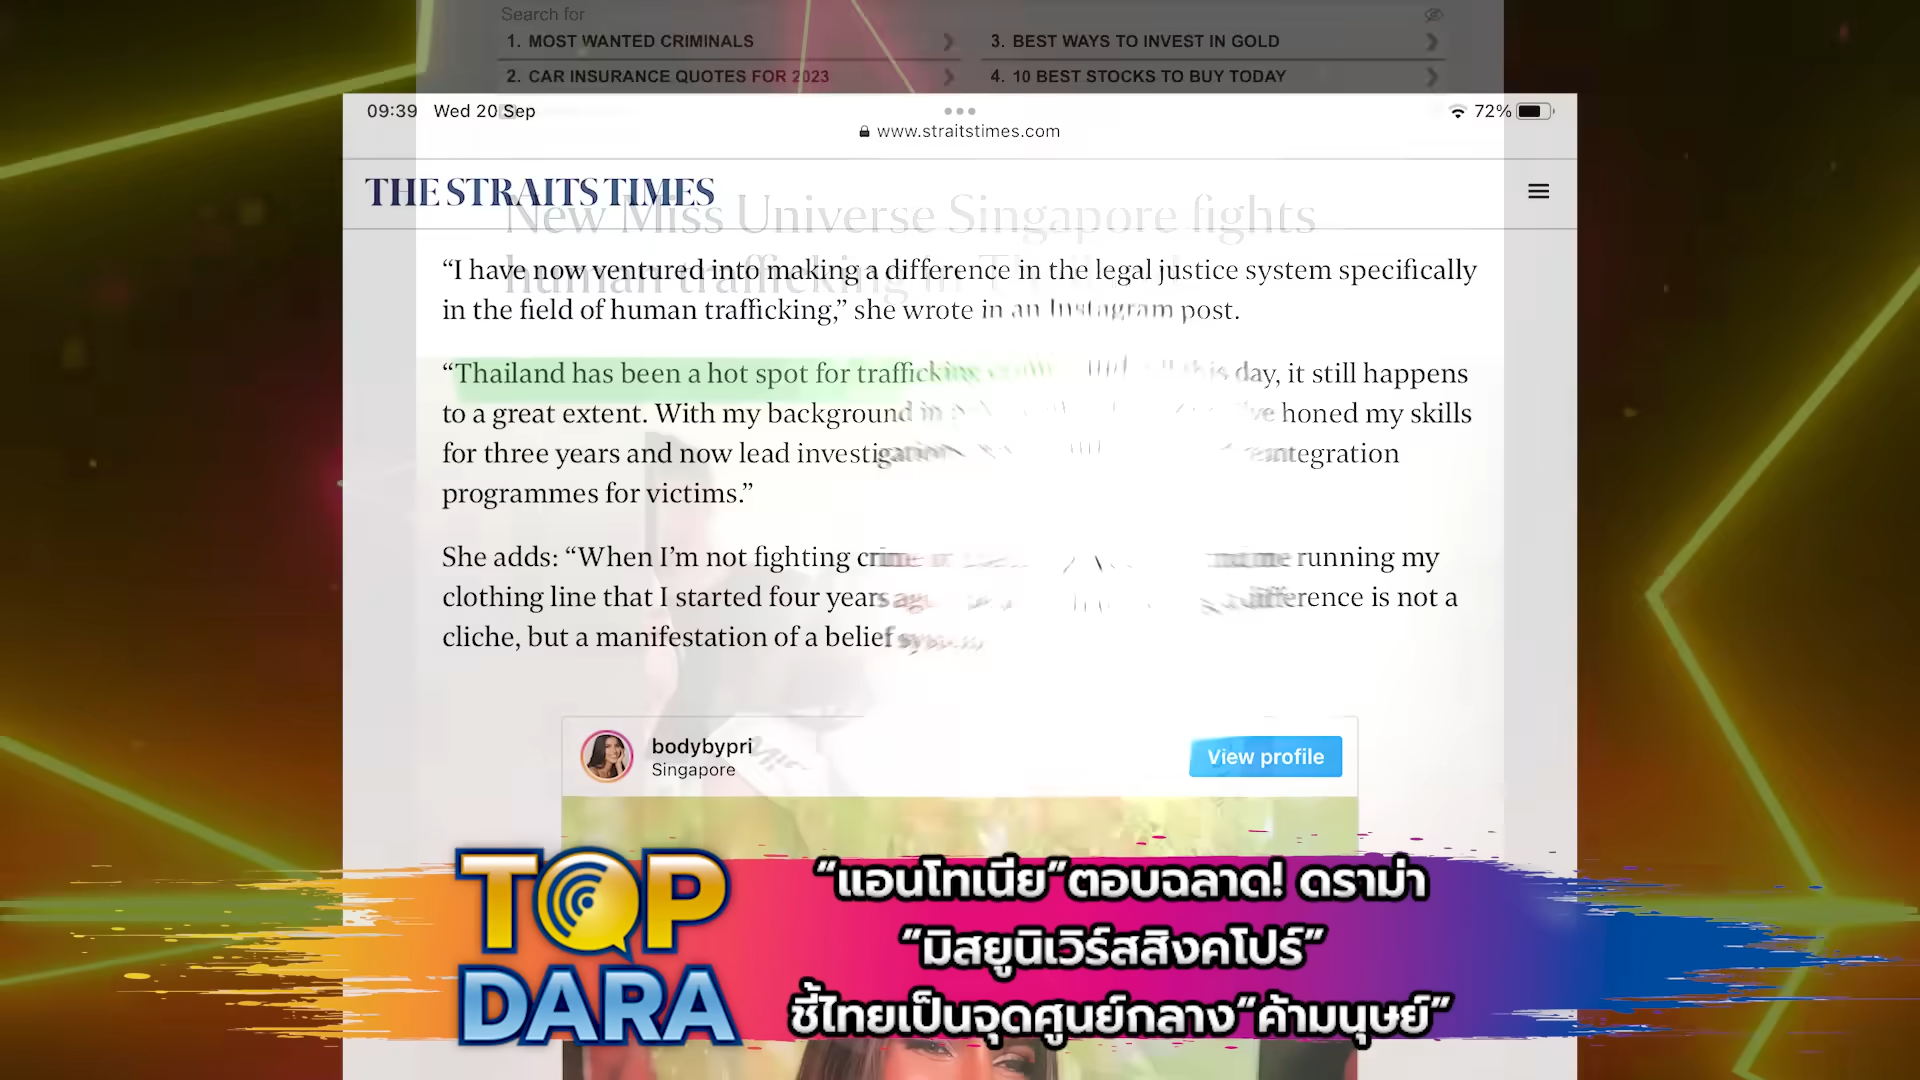 Search for
1. MOST WANTED CRIMINALS
3. BEST WAYS TO INVEST IN GOLD
2. CAR INSURANCE QUOTES FOR 2023
4. 10 BEST STOCKS TO BUY TODAY
09:39 Wed 20 Sep
72%
www.straitstimes.com
THE STRAITS TIMES
New Miss Universe Singapore fights
human trafficking in
“I have now ventured into making a difference in the legal justice system specifically
in the field of human trafficking,” she wrote in an Instagram post.
“Thailand has been a hot spot for trafficking this day, it still happens
to a great extent. With my background in honed my skills
for three years and now lead investigation reintegration
programmes for victims.”
She adds: “When I’m not fighting crime running my
clothing line that I started four years difference is not a
cliche, but a manifestation of a belief
bodybypri
Singapore
View profile
TOP
DARA
“แอนโทเนีย”ตอบฉลาด! ดราม่า
“มิสยูนิเวิร์สสิงคโปร์”
ชี้ไทยเป็นจุดศูนย์กลาง“ค้ามนุษย์”